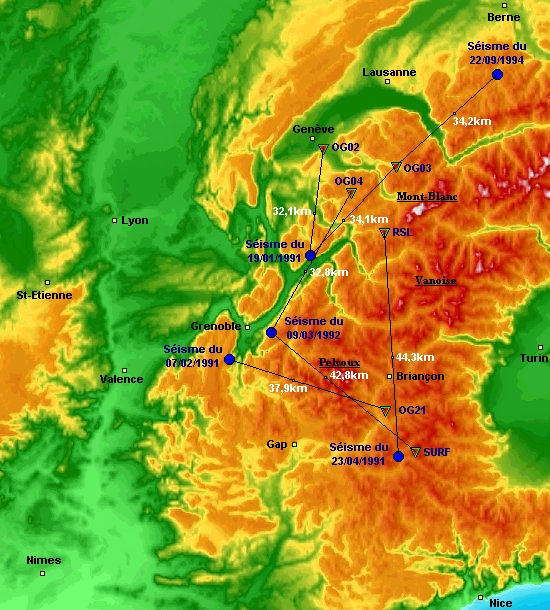 Berne
Séisme du
22/09/1994
Lausanne
34,2km
Genève
OG02
OG03
OG04
Mont-Blanc
32,1km
34,1km
Lyon
RSL
Séisme du
19/01/1991
32,8km
Vanoise
St-Etienne
Grenoble
Séisme du
09/03/1992
Séisme du
07/02/1991
Turin
44,3km
Pelvoux
42,8km
Briançon
Valence
37,9km
OG21
Gap
Séisme du
23/04/1991
SURF
Nimes
Nice